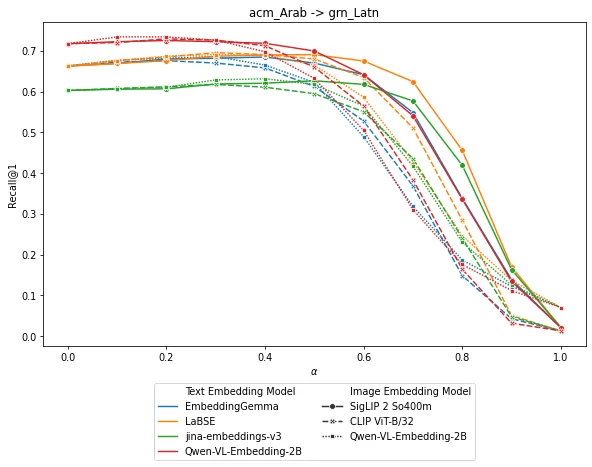 acm_Arab -> grn_Latn
Recall@1
0.7
0.6
0.5
0.4
0.3
0.2
0.1
0.0
0.0 0.2 0.4 0.6 0.8 1.0
α
Text Embedding Model
EmbeddingGemma
LaBSE
jina-embeddings-v3
Qwen-VL-Embedding-2B
Image Embedding Model
SigLIP 2 So400m
CLIP ViT-B/32
Qwen-VL-Embedding-2B